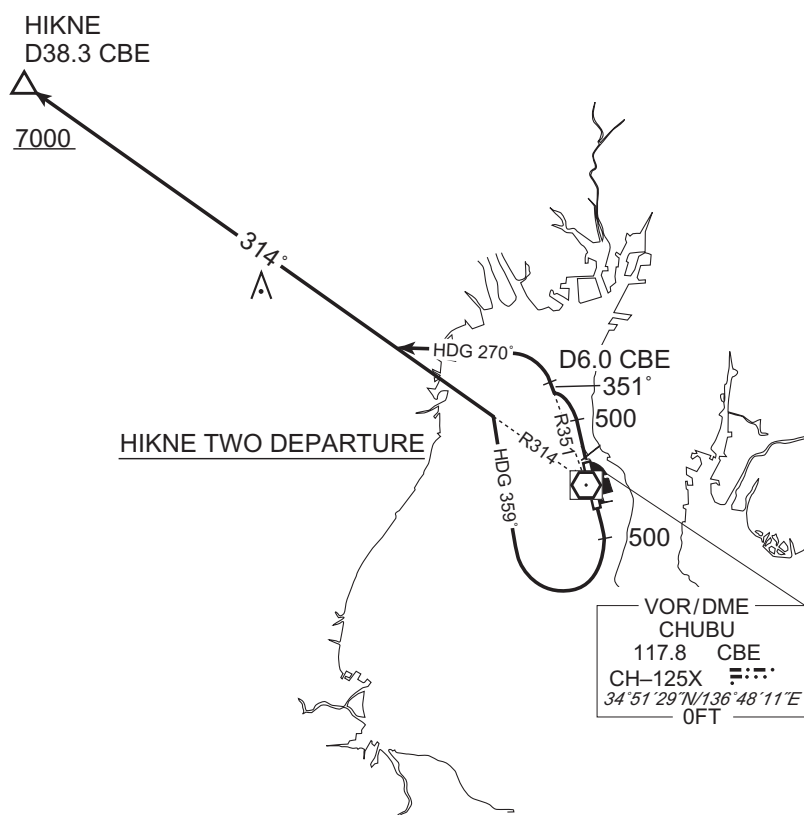 HIKNE
D38.3 CBE
7000
314°
HDG 270°
D6.0 CBE
351°
500
R351
R314
HIKNE TWO DEPARTURE
HDG 359°
500
VOR/DME
CHUBU
117.8 CBE
CH–125X
34°51′29″N/136°48′11″E
0FT